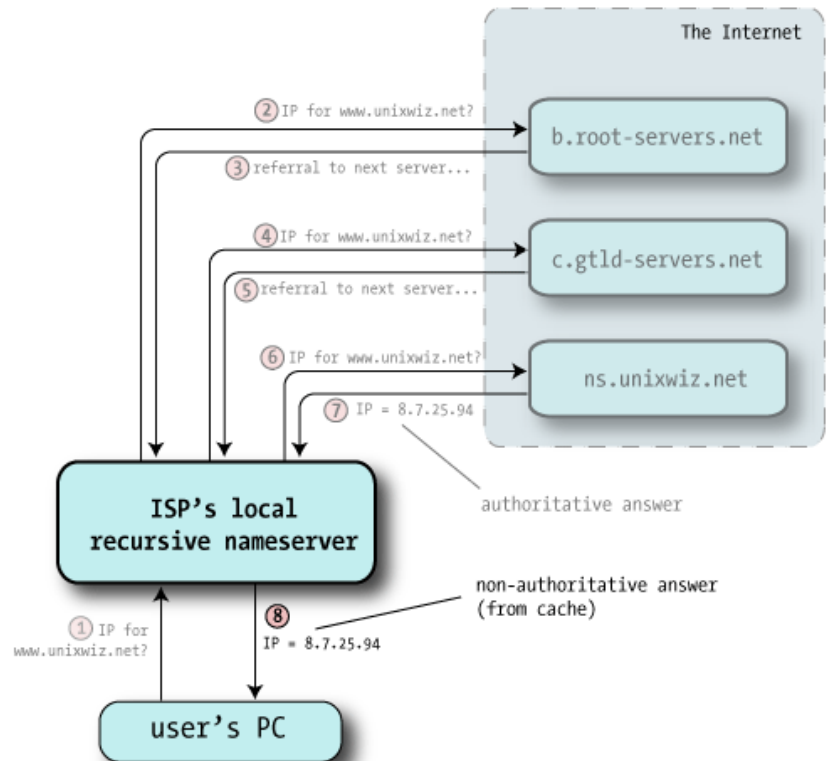 The Internet
② IP for www.unixwiz.net?
b.root-servers.net
③ referral to next server...
④ IP for www.unixwiz.net?
c.gtld-servers.net
⑤ referral to next server...
⑥ IP for www.unixwiz.net?
ns.unixwiz.net
⑦ IP = 8.7.25.94
authoritative answer
ISP's local
recursive nameserver
non-authoritative answer
(from cache)
① IP for
www.unixwiz.net?
⑧
IP = 8.7.25.94
user's PC